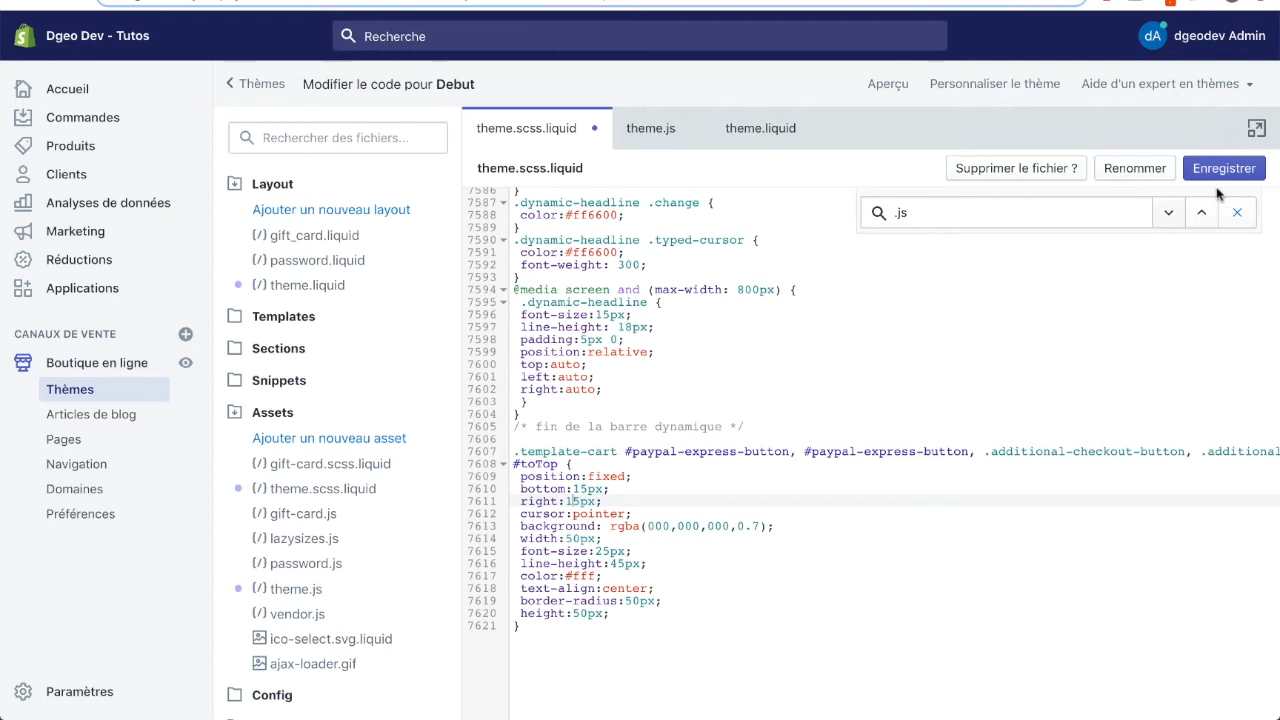 Dgeo Dev - Tutos
Recherche
dA
dgeodev Admin
Accueil
Commandes
Produits
Clients
Analyses de données
Marketing
Réductions
Applications
CANAUX DE VENTE
Boutique en ligne
Thèmes
Articles de blog
Pages
Navigation
Domaines
Préférences
Paramètres
Thèmes
Modifier le code pour Debut
Aperçu
Personnaliser le thème
Aide d'un expert en thèmes
Rechercher des fichiers...
Layout
Ajouter un nouveau layout
{/} gift_card.liquid
{/} password.liquid
{/} theme.liquid
Templates
Sections
Snippets
Assets
Ajouter un nouveau asset
{/} gift-card.scss.liquid
{/} theme.scss.liquid
{/} gift-card.js
{/} lazysizes.js
{/} password.js
{/} theme.js
{/} vendor.js
ico-select.svg.liquid
ajax-loader.gif
Config
theme.scss.liquid
theme.js
theme.liquid
theme.scss.liquid
Supprimer le fichier ?
Renommer
Enregistrer
.js
7586 }
7587 .dynamic-headline .change {
7588 color:#ff6600;
7589 }
7590 .dynamic-headline .typed-cursor {
7591 color:#ff6600;
7592 font-weight: 300;
7593 }
7594 @media screen and (max-width: 800px) {
7595 .dynamic-headline {
7596 font-size:15px;
7597 line-height: 18px;
7598 padding:5px 0;
7599 position:relative;
7600 top:auto;
7601 left:auto;
7602 right:auto;
7603 }
7604 }
7605 /* fin de la barre dynamique */
7606
7607 .template-cart #paypal-express-button, #paypal-express-button, .additional-checkout-button, .additional
7608 #toTop {
7609 position:fixed;
7610 bottom:15px;
7611 right:15px;
7612 cursor:pointer;
7613 background: rgba(000,000,000,0.7);
7614 width:50px;
7615 font-size:25px;
7616 line-height:45px;
7617 color:#fff;
7618 text-align:center;
7619 border-radius:50px;
7620 height:50px;
7621 }